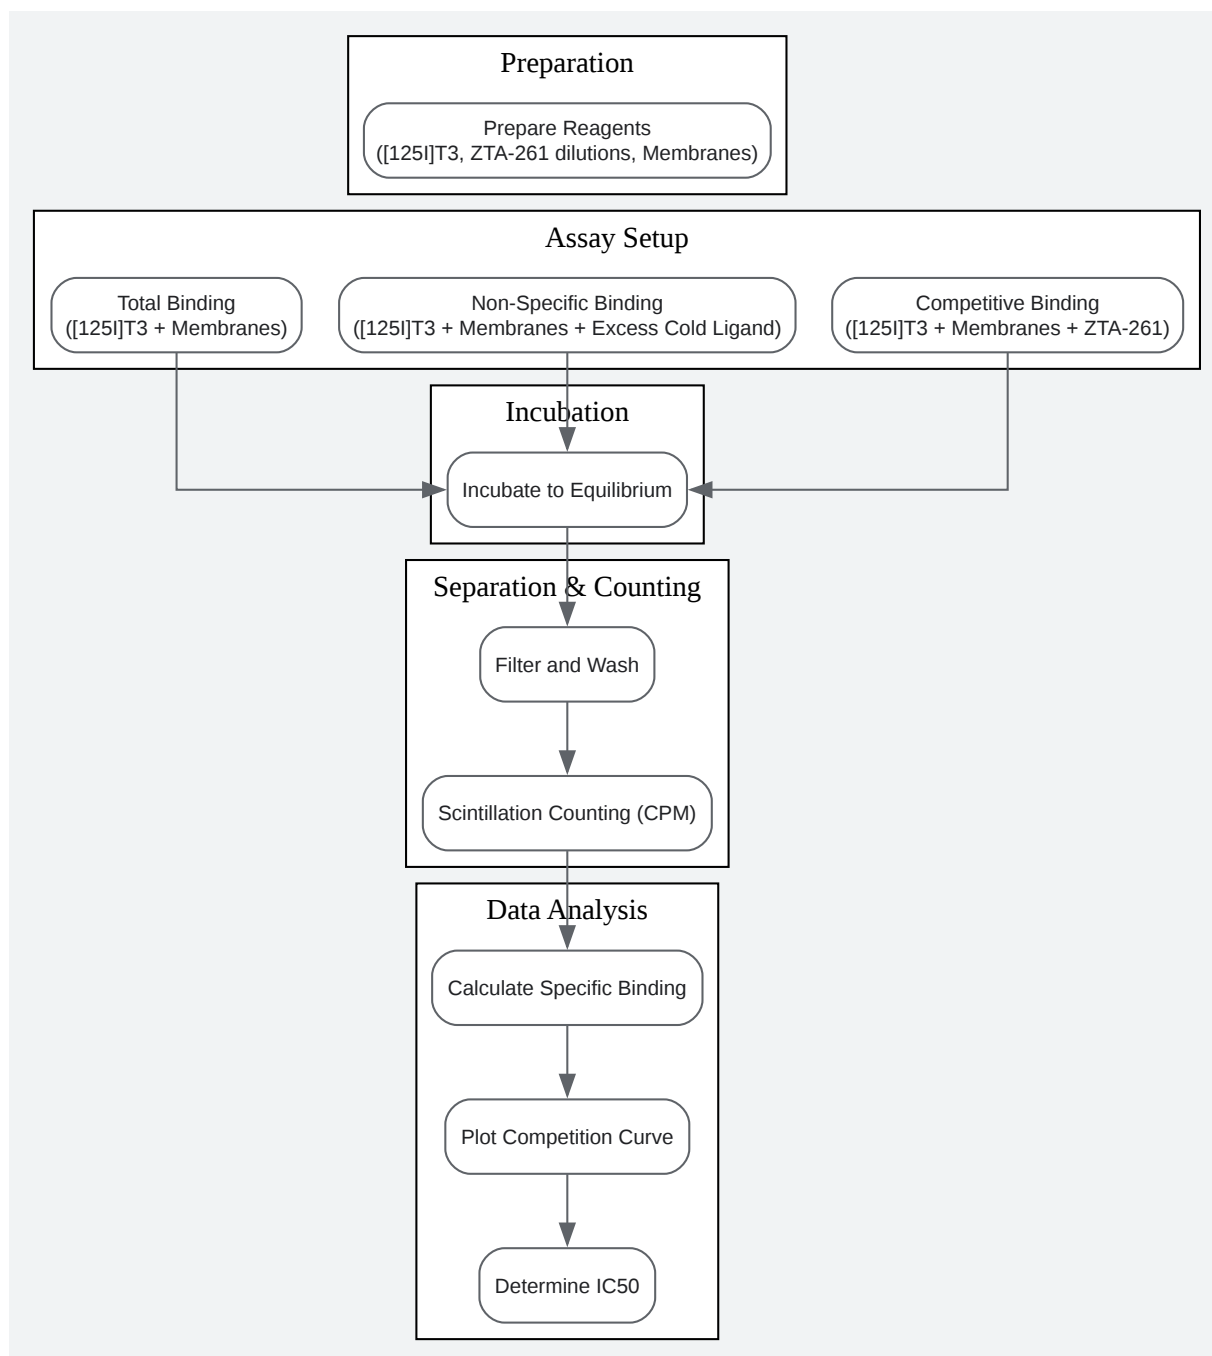 Preparation
Prepare Reagents
([125I]T3, ZTA-261 dilutions, Membranes)
Assay Setup
Total Binding
([125I]T3 + Membranes)
Non-Specific Binding
([125I]T3 + Membranes + Excess Cold Ligand)
Competitive Binding
([125I]T3 + Membranes + ZTA-261)
Incubation
Incubate to Equilibrium
Separation & Counting
Filter and Wash
Scintillation Counting (CPM)
Data Analysis
Calculate Specific Binding
Plot Competition Curve
Determine IC50